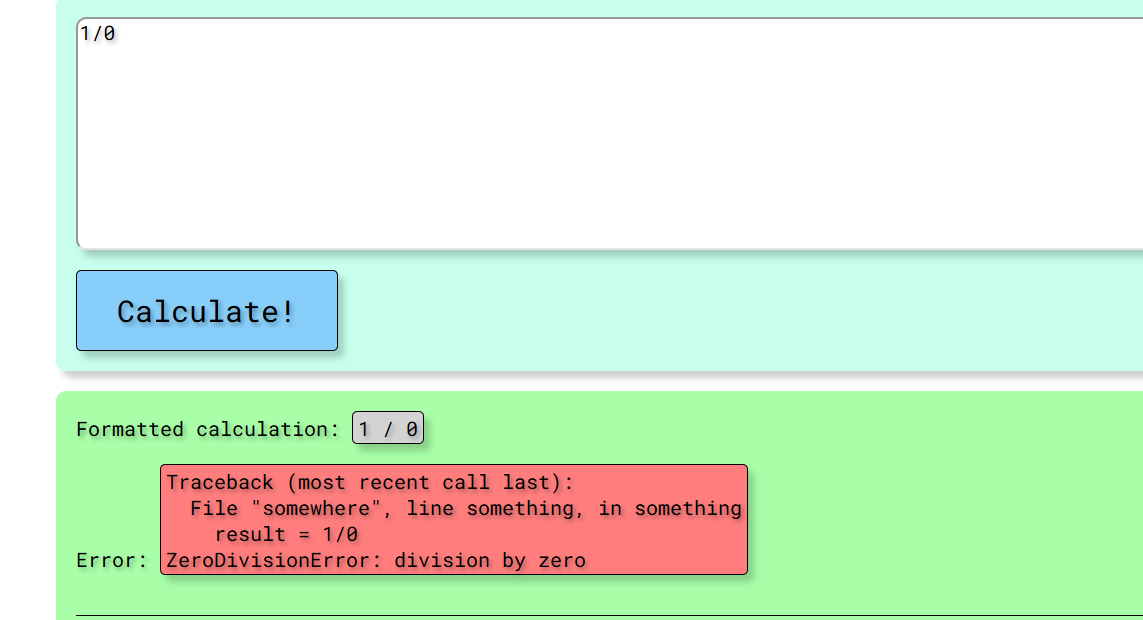 1/0
Calculate!
Formatted calculation: 1 / 0
Traceback (most recent call last):
  File "somewhere", line something, in something
    result = 1/0
Error: ZeroDivisionError: division by zero